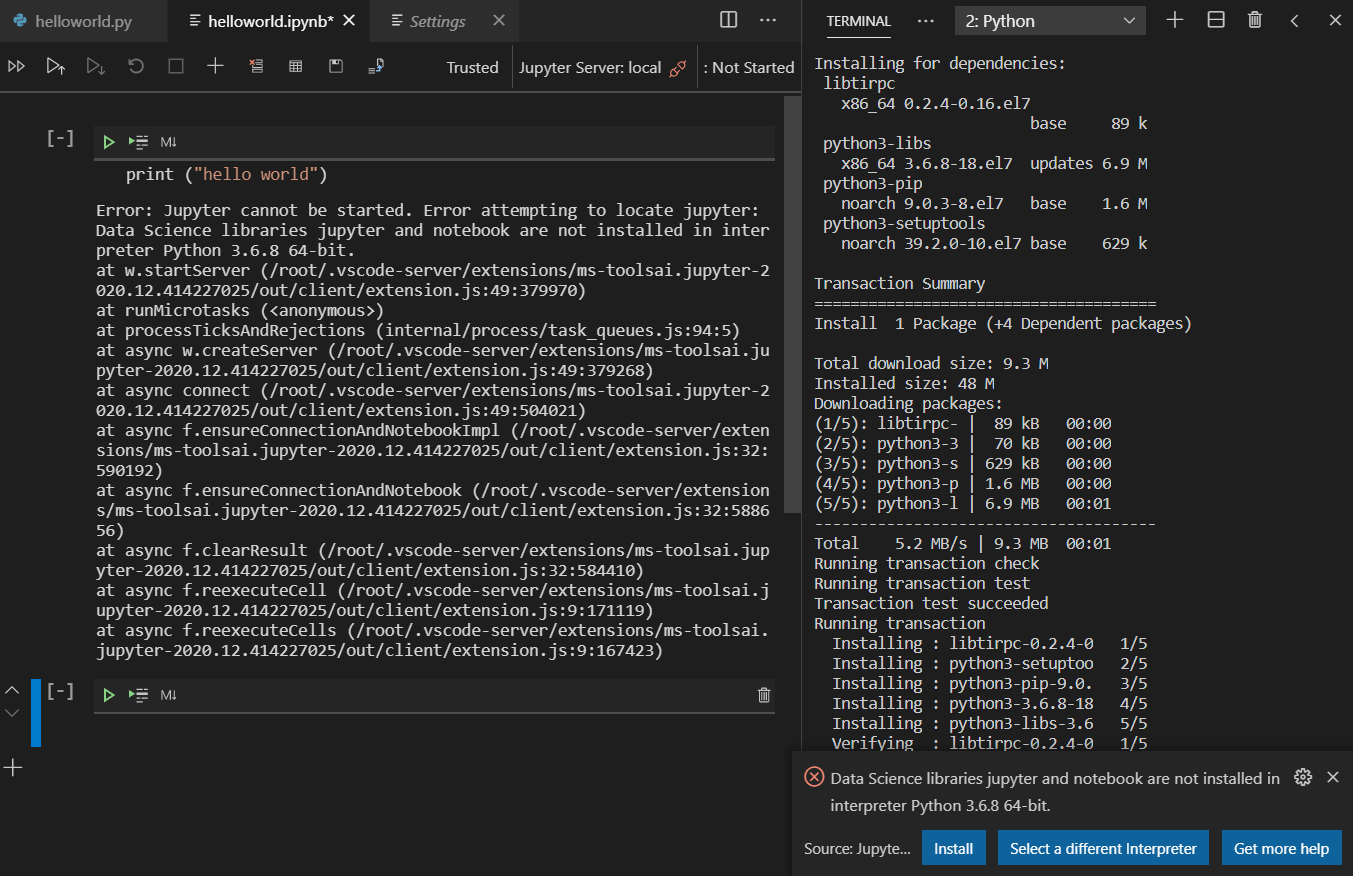 helloworld.py
helloworld.ipynb*
Settings
Trusted
Jupyter Server: local
: Not Started
[-]
M↓
print ("hello world")
Error: Jupyter cannot be started. Error attempting to locate jupyter:
Data Science libraries jupyter and notebook are not installed in inter
preter Python 3.6.8 64-bit.
at w.startServer (/root/.vscode-server/extensions/ms-toolsai.jupyter-2
020.12.414227025/out/client/extension.js:49:379970)
at runMicrotasks (<anonymous>)
at processTicksAndRejections (internal/process/task_queues.js:94:5)
at async w.createServer (/root/.vscode-server/extensions/ms-toolsai.ju
pyter-2020.12.414227025/out/client/extension.js:49:379268)
at async connect (/root/.vscode-server/extensions/ms-toolsai.jupyter-2
020.12.414227025/out/client/extension.js:49:504021)
at async f.ensureConnectionAndNotebookImpl (/root/.vscode-server/exten
sions/ms-toolsai.jupyter-2020.12.414227025/out/client/extension.js:32:
590192)
at async f.ensureConnectionAndNotebook (/root/.vscode-server/extension
s/ms-toolsai.jupyter-2020.12.414227025/out/client/extension.js:32:5886
56)
at async f.clearResult (/root/.vscode-server/extensions/ms-toolsai.jup
yter-2020.12.414227025/out/client/extension.js:32:584410)
at async f.reexecuteCell (/root/.vscode-server/extensions/ms-toolsai.j
upyter-2020.12.414227025/out/client/extension.js:9:171119)
at async f.reexecuteCells (/root/.vscode-server/extensions/ms-toolsai.
jupyter-2020.12.414227025/out/client/extension.js:9:167423)
[-]
M↓
TERMINAL
2: Python
Installing for dependencies:
libtirpc
x86_64 0.2.4-0.16.el7
base 89 k
python3-libs
x86_64 3.6.8-18.el7 updates 6.9 M
python3-pip
noarch 9.0.3-8.el7 base 1.6 M
python3-setuptools
noarch 39.2.0-10.el7 base 629 k
Transaction Summary
======================================
Install 1 Package (+4 Dependent packages)
Total download size: 9.3 M
Installed size: 48 M
Downloading packages:
(1/5): libtirpc- | 89 kB 00:00
(2/5): python3-3 | 70 kB 00:00
(3/5): python3-s | 629 kB 00:00
(4/5): python3-p | 1.6 MB 00:00
(5/5): python3-l | 6.9 MB 00:01
--------------------------------------
Total 5.2 MB/s | 9.3 MB 00:01
Running transaction check
Running transaction test
Transaction test succeeded
Running transaction
Installing : libtirpc-0.2.4-0 1/5
Installing : python3-setuptoo 2/5
Installing : python3-pip-9.0. 3/5
Installing : python3-3.6.8-18 4/5
Installing : python3-libs-3.6 5/5
Verifying : libtirpc-0.2.4-0 1/5
Data Science libraries jupyter and notebook are not installed in
interpreter Python 3.6.8 64-bit.
Source: Jupyte...
Install
Select a different Interpreter
Get more help